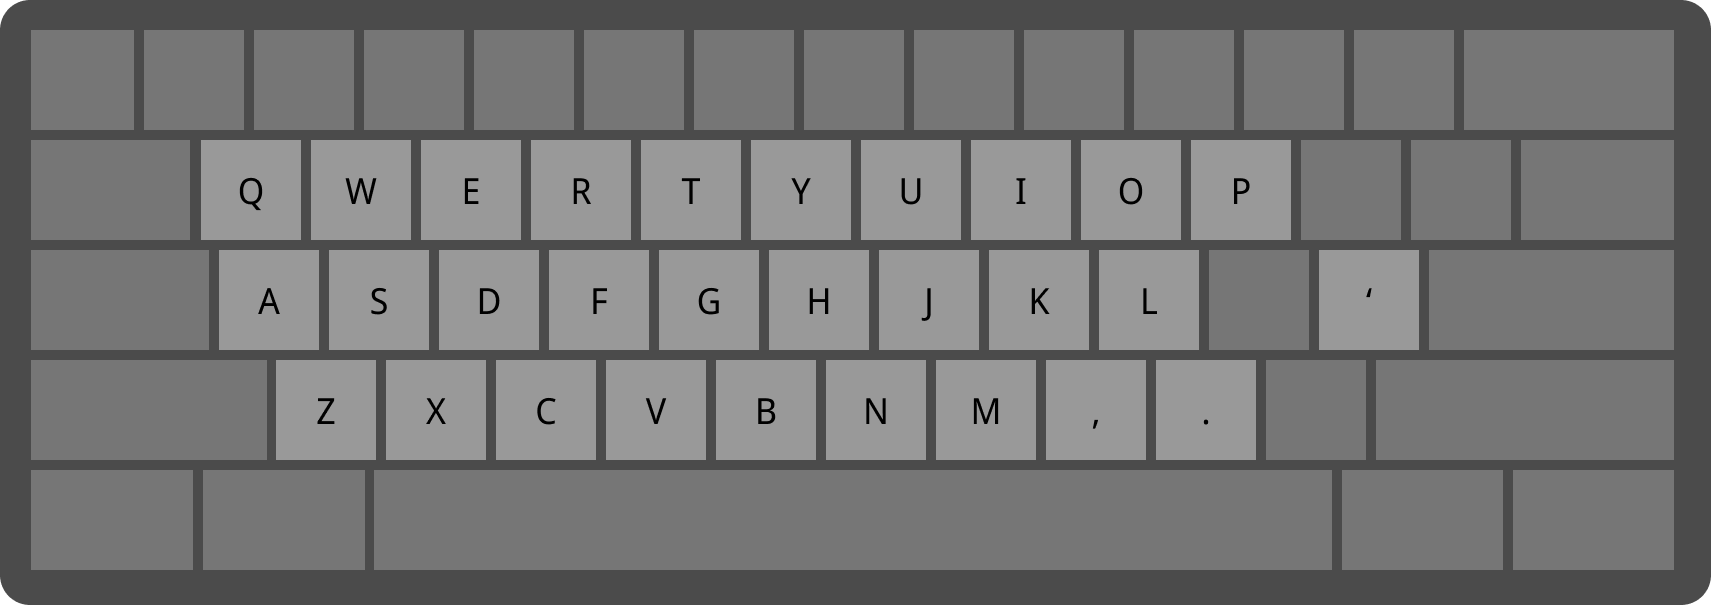 Q W E R T Y U I O P
A S D F G H J K L ‘
Z X C V B N M , .